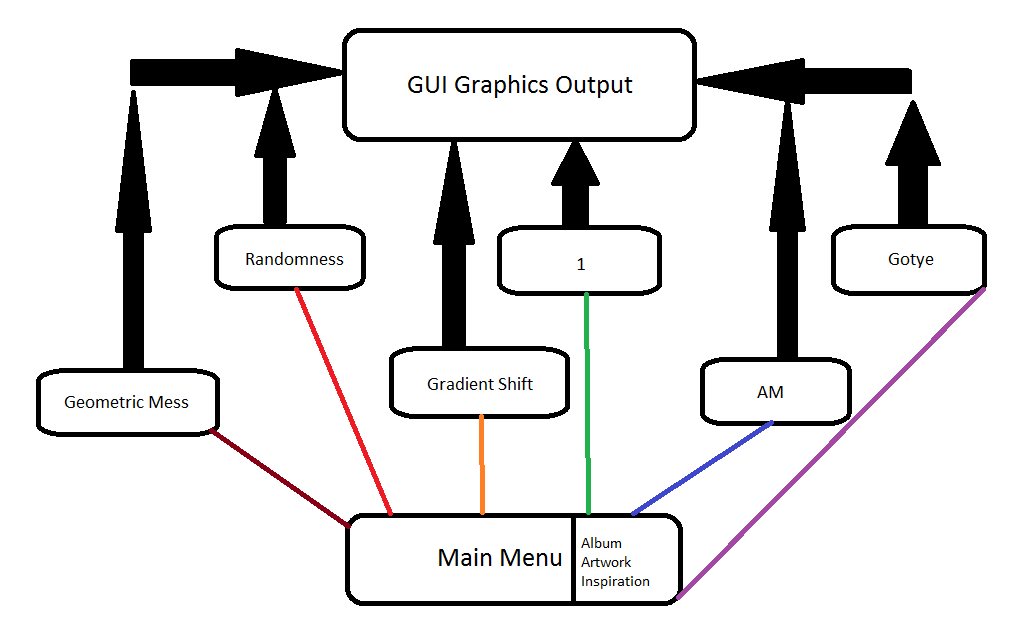 GUI Graphics Output
Randomness
1
Gotye
Geometric Mess
Gradient Shift
AM
Main Menu
Album
Artwork
Inspiration